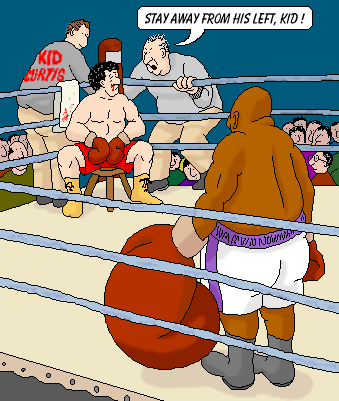 STAY AWAY FROM HIS LEFT, KID !
KID
CURTIS